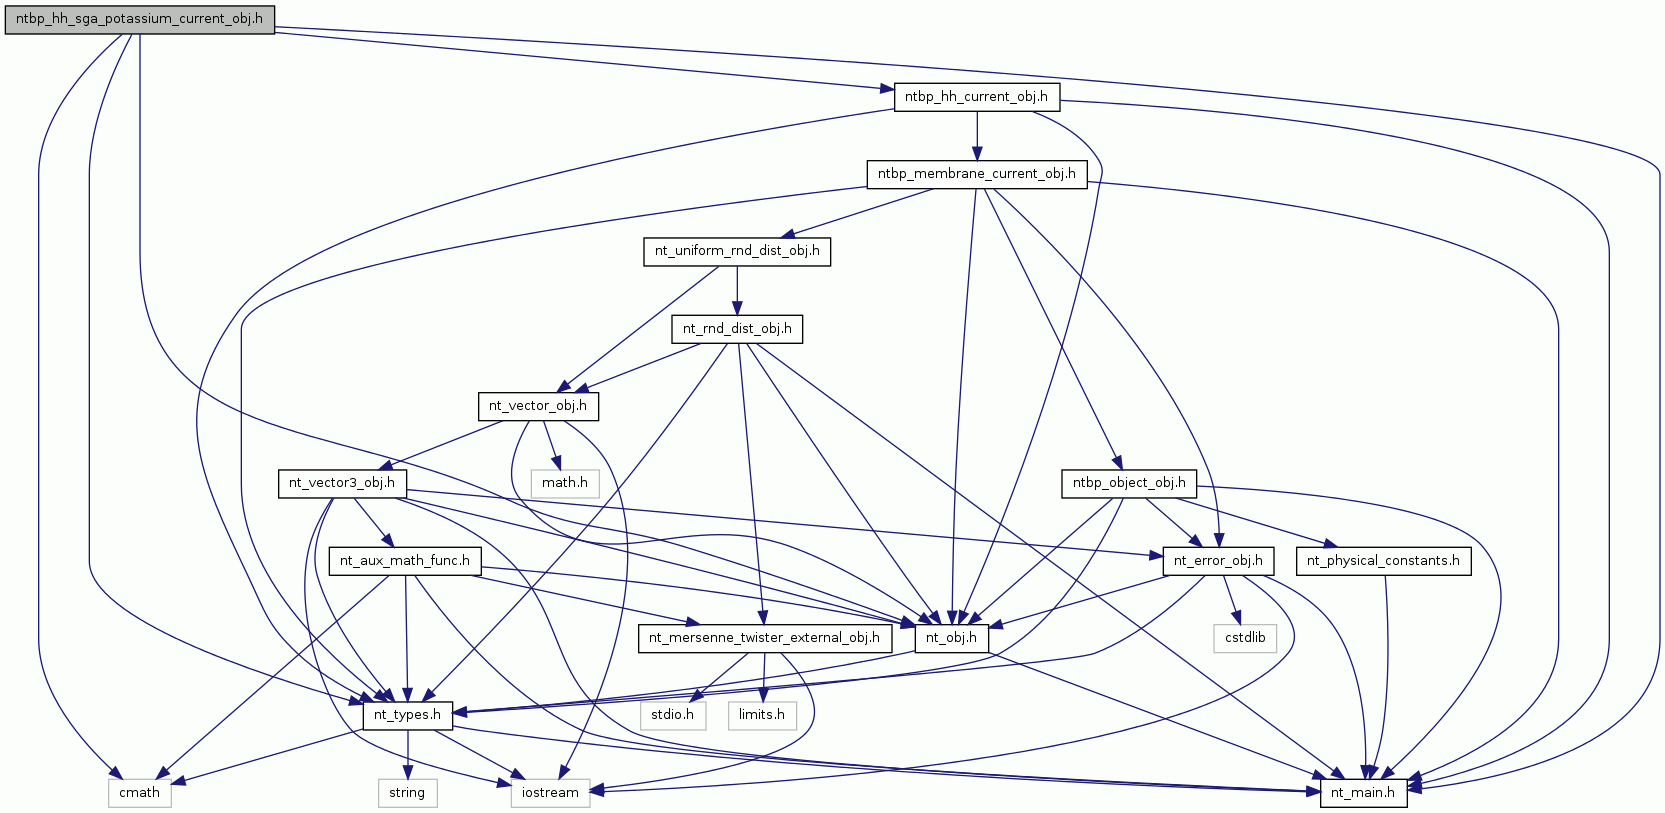 ntbp_hh_sga_potassium_current_obj.h
ntbp_hh_current_obj.h
ntbp_membrane_current_obj.h
nt_uniform_rnd_dist_obj.h
nt_rnd_dist_obj.h
nt_vector_obj.h
nt_vector3_obj.h
math.h
ntbp_object_obj.h
nt_aux_math_func.h
nt_error_obj.h
nt_physical_constants.h
nt_mersenne_twister_external_obj.h
nt_obj.h
cstdlib
nt_types.h
stdio.h
limits.h
cmath
string
iostream
nt_main.h